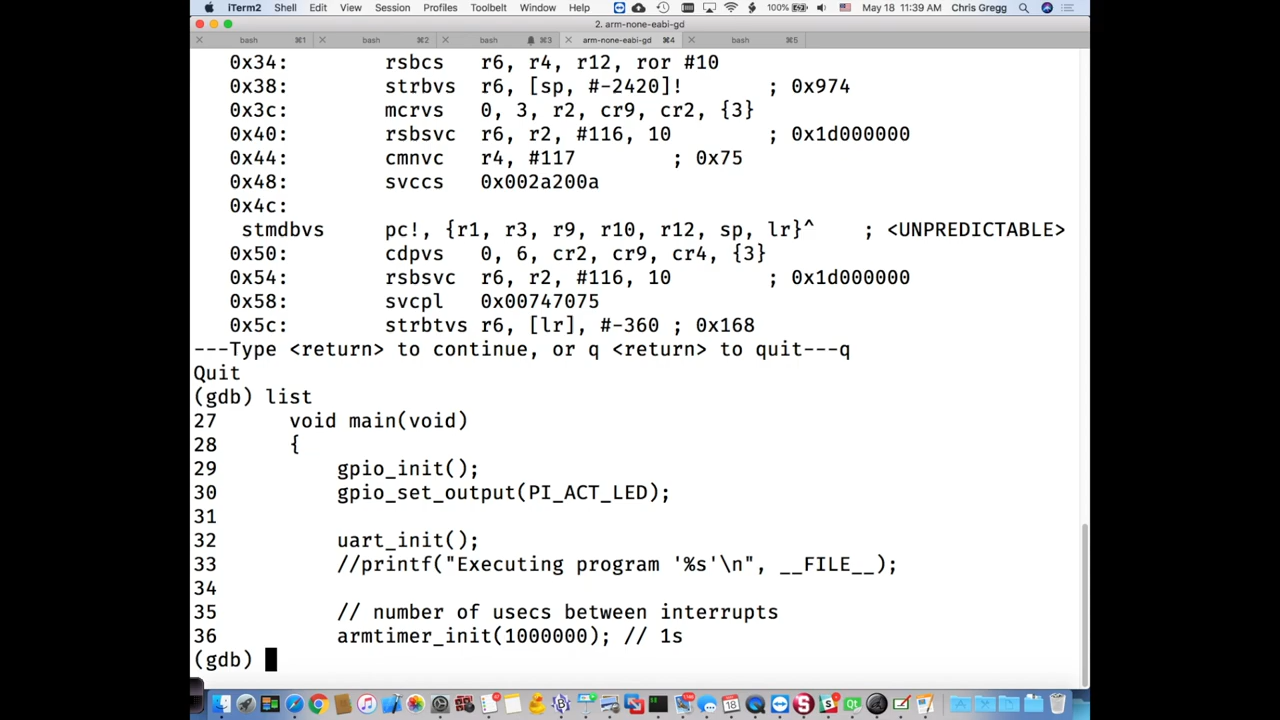 iTerm2 Shell Edit View Session Profiles Toolbelt Window Help 100% May 18 11:39 AM Chris Gregg
2. arm-none-eabi-gd
bash ⌘1 bash ⌘2 bash ⌘3 arm-none-eabi-gd ⌘4 bash ⌘5
0x34: rsbcs r6, r4, r12, ror #10
0x38: strbvs r6, [sp, #-2420]! ; 0x974
0x3c: mcrvs 0, 3, r2, cr9, cr2, {3}
0x40: rsbsvc r6, r2, #116, 10 ; 0x1d000000
0x44: cmnvc r4, #117 ; 0x75
0x48: svccs 0x002a200a
0x4c:
stmdbvs pc!, {r1, r3, r9, r10, r12, sp, lr}^ ; <UNPREDICTABLE>
0x50: cdpvs 0, 6, cr2, cr9, cr4, {3}
0x54: rsbsvc r6, r2, #116, 10 ; 0x1d000000
0x58: svcpl 0x00747075
0x5c: strbtvs r6, [lr], #-360 ; 0x168
---Type <return> to continue, or q <return> to quit---q
Quit
(gdb) list
27 void main(void)
28 {
29 gpio_init();
30 gpio_set_output(PI_ACT_LED);
31
32 uart_init();
33 //printf("Executing program '%s'\n", __FILE__);
34
35 // number of usecs between interrupts
36 armtimer_init(1000000); // 1s
(gdb)